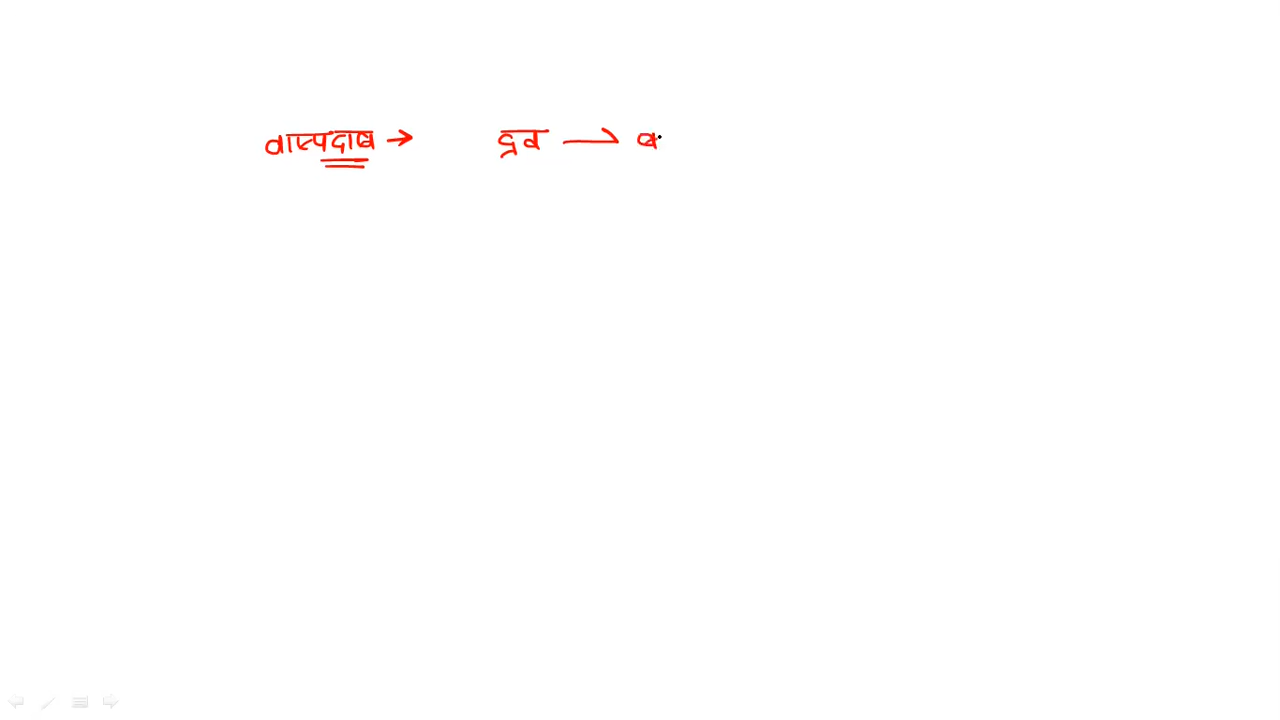 वाष्पदाब → द्रव → व